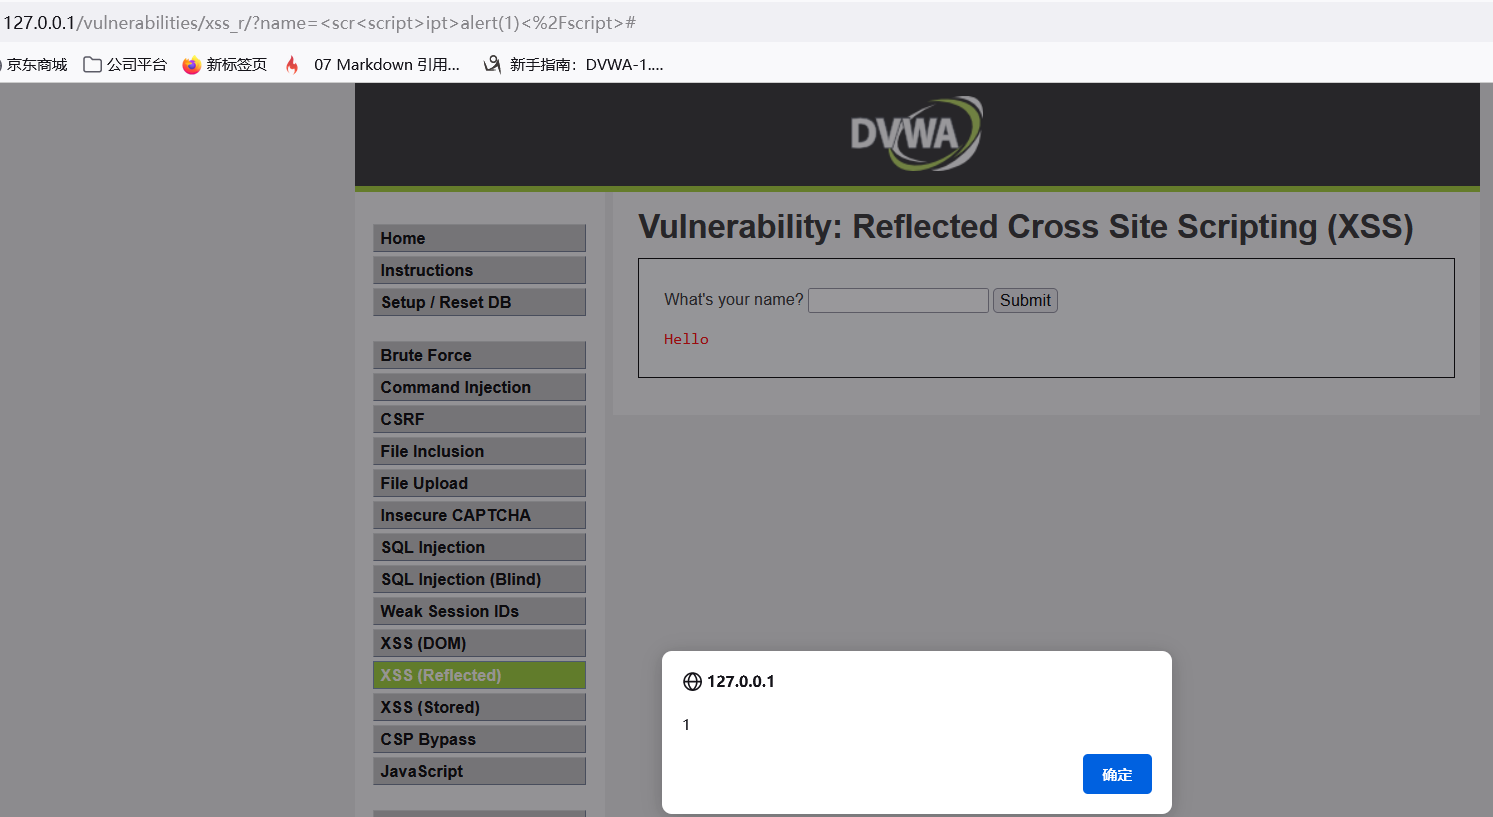 127.0.0.1/vulnerabilities/xss_r/?name=<scr<script>ipt>alert(1)<%2Fscript>#
京东商城 公司平台 新标签页 07 Markdown 引用... 新手指南：DVWA-1....
DVWA
Home
Instructions
Setup / Reset DB
Brute Force
Command Injection
CSRF
File Inclusion
File Upload
Insecure CAPTCHA
SQL Injection
SQL Injection (Blind)
Weak Session IDs
XSS (DOM)
XSS (Reflected)
XSS (Stored)
CSP Bypass
JavaScript
Vulnerability: Reflected Cross Site Scripting (XSS)
What's your name? Submit
Hello
127.0.0.1
1
确定